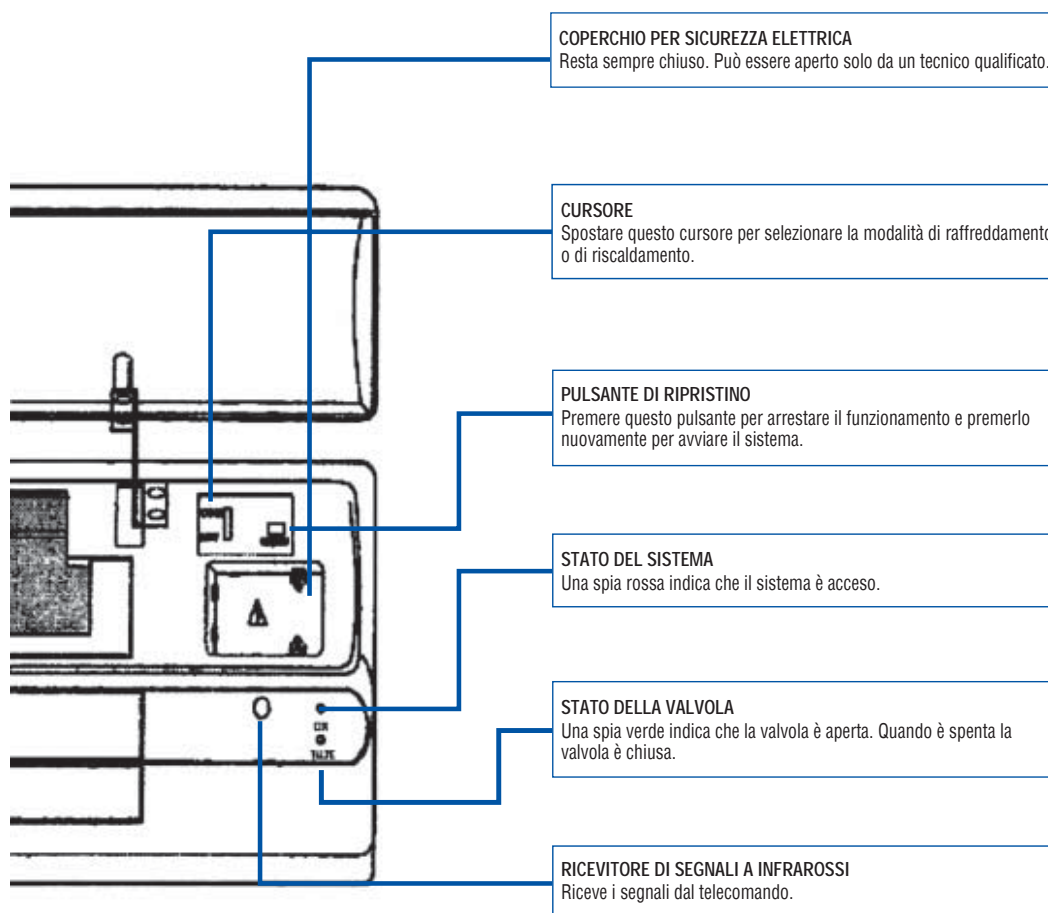 COPERCHIO PER SICUREZZA ELETTRICA
Resta sempre chiuso. Può essere aperto solo da un tecnico qualificato.
CURSORE
Spostare questo cursore per selezionare la modalità di raffreddamento
o di riscaldamento.
PULSANTE DI RIPRISTINO
Premere questo pulsante per arrestare il funzionamento e premerlo
nuovamente per avviare il sistema.
STATO DEL SISTEMA
Una spia rossa indica che il sistema è acceso.
STATO DELLA VALVOLA
Una spia verde indica che la valvola è aperta. Quando è spenta la
valvola è chiusa.
RICEVITORE DI SEGNALI A INFRAROSSI
Riceve i segnali dal telecomando.